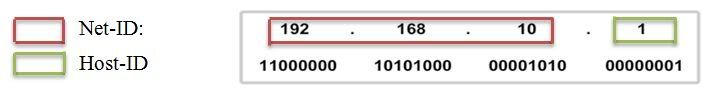 Net-ID:
Host-ID
192 . 168 . 10 . 1
11000000 10101000 00001010 00000001